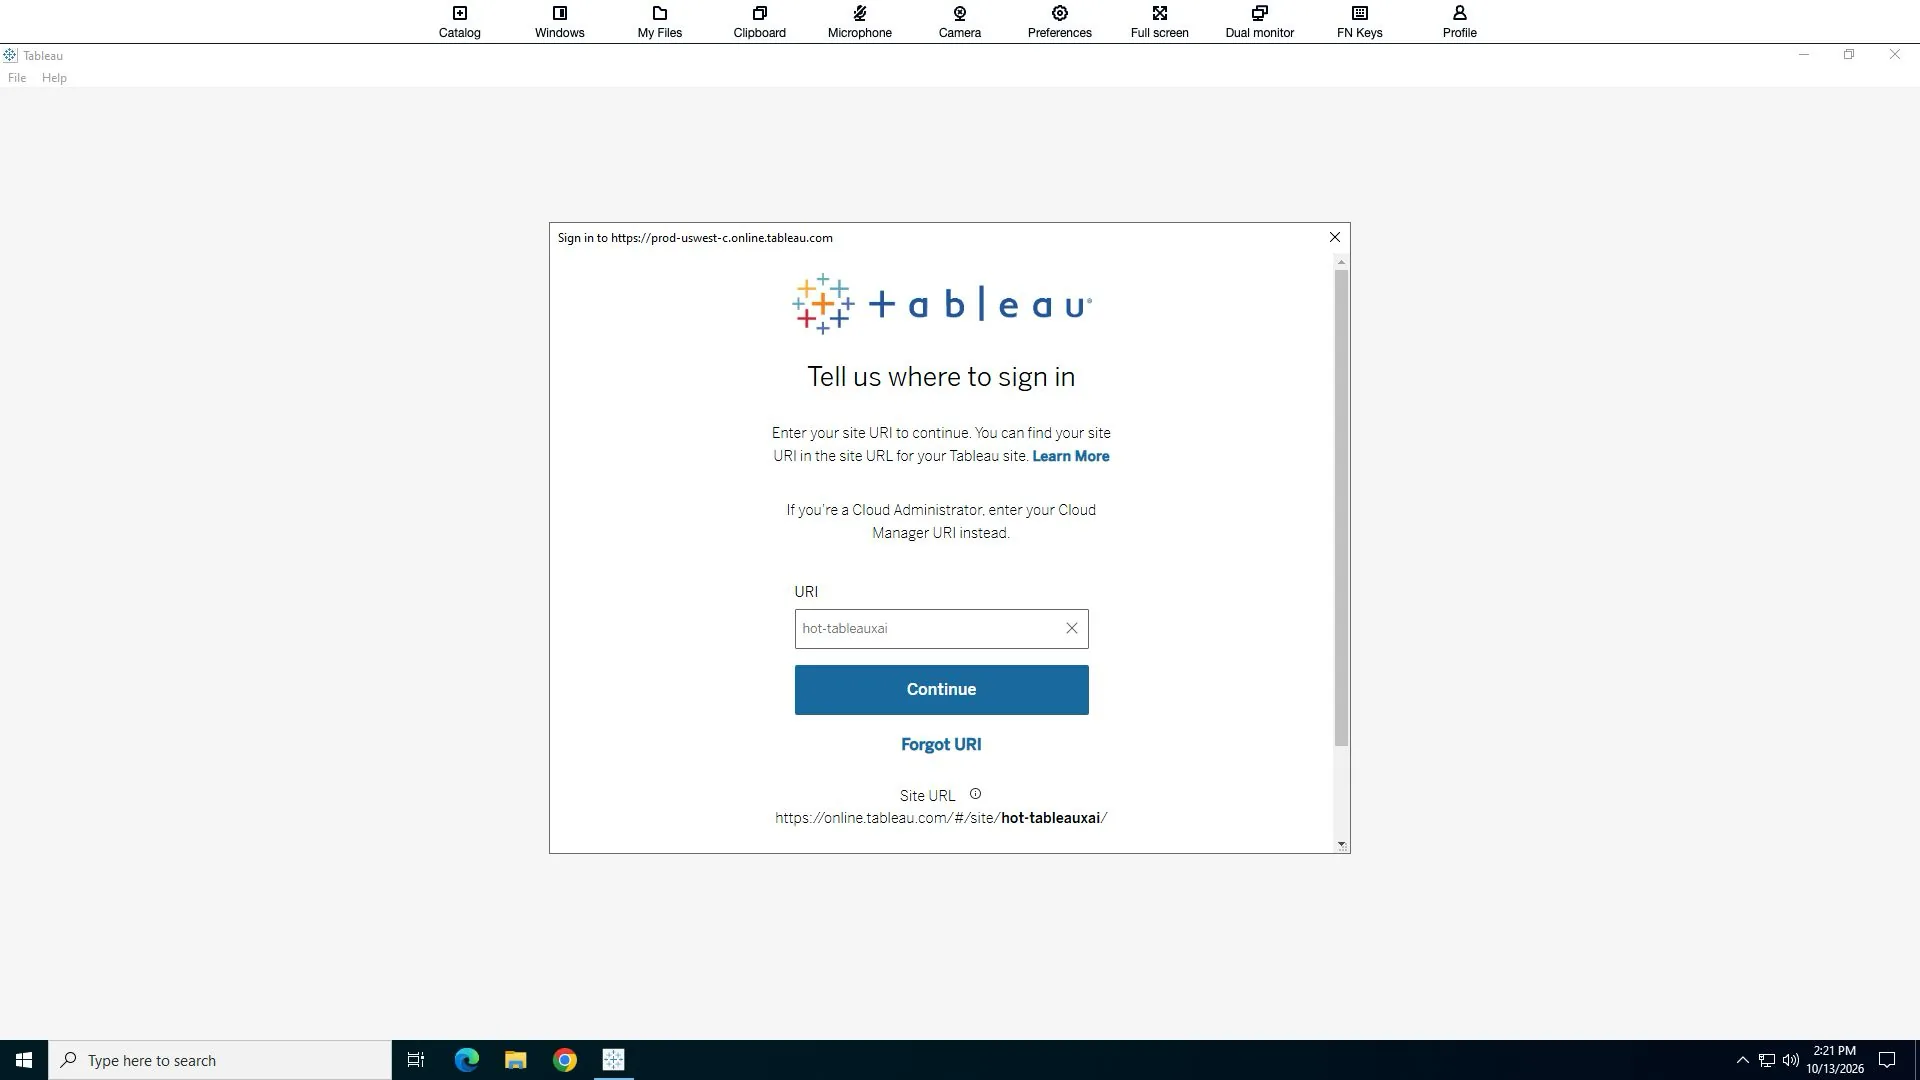 Catalog
Windows
My Files
Clipboard
Microphone
Camera
Preferences
Full screen
Dual monitor
FN Keys
Profile
Tableau
File Help
Sign in to https://prod-uswest-c.online.tableau.com
+ableau®
Tell us where to sign in
Enter your site URI to continue. You can find your site
URI in the site URL for your Tableau site. Learn More
If you're a Cloud Administrator, enter your Cloud
Manager URI instead.
URI
hot-tableauxai
Continue
Forgot URI
Site URL
https://online.tableau.com/#/site/hot-tableauxai/
Type here to search
2:21 PM
10/13/2026